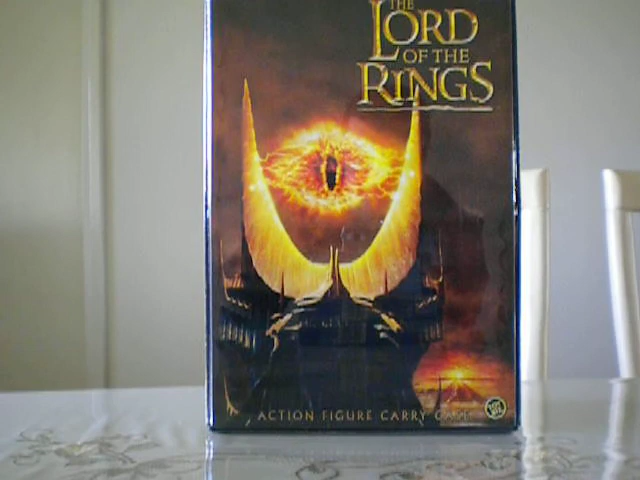 THE
LORD
OF THE
RINGS
ACTION FIGURE CARRY CASE